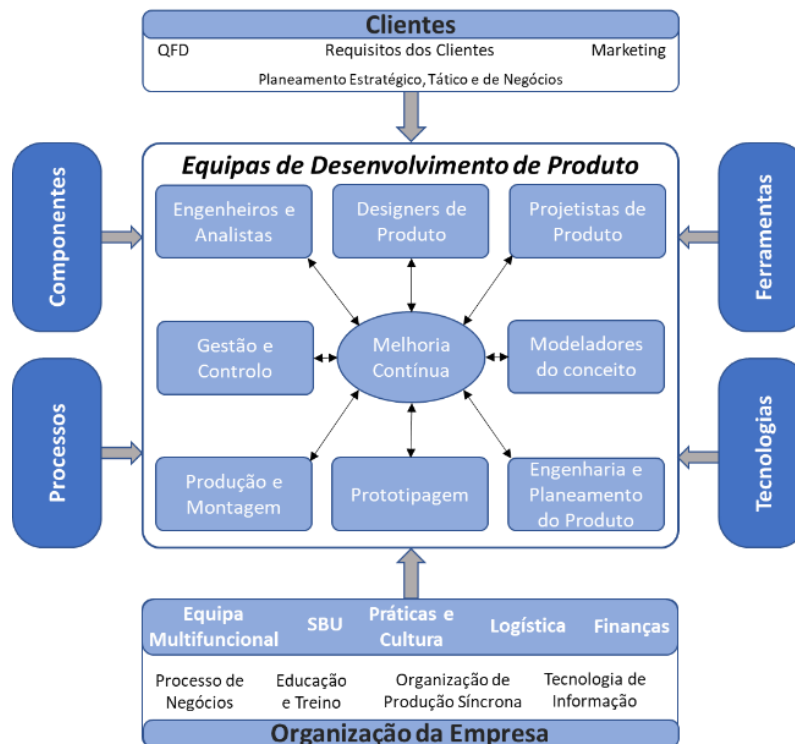 Clientes
QFD
Requisitos dos Clientes
Marketing
Planeamento Estratégico, Tático e de Negócios
Componentes
Processos
Equipas de Desenvolvimento de Produto
Engenheiros e
Analistas
Designers de
Produto
Projetistas de
Produto
Gestão e
Controlo
Melhoria
Contínua
Modeladores
do conceito
Produção e
Montagem
Prototipagem
Engenharia e
Planeamento
do Produto
Ferramentas
Tecnologias
Equipa
Multifuncional
SBU
Práticas e
Cultura
Logística
Finanças
Processo de
Negócios
Educação
e Treino
Organização de
Produção Síncrona
Tecnologia de
Informação
Organização da Empresa